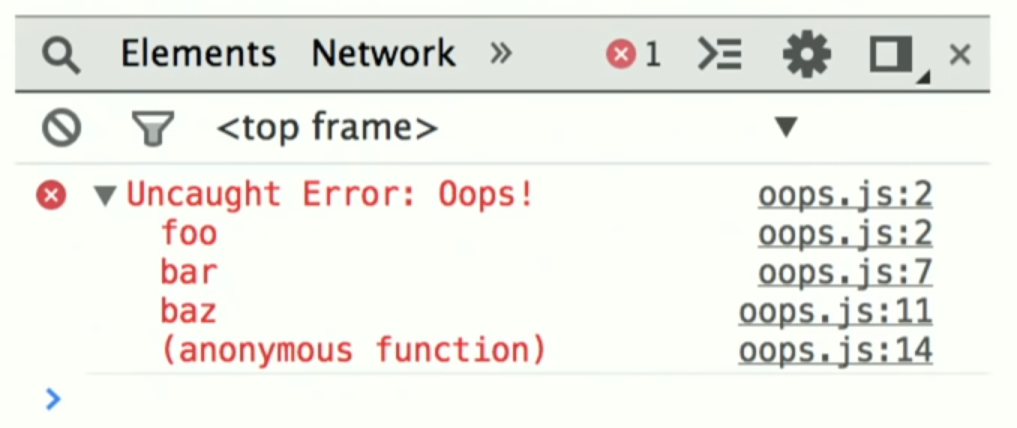 Elements Network » 1
<top frame> ▼
▼ Uncaught Error: Oops! oops.js:2
foo oops.js:2
bar oops.js:7
baz oops.js:11
(anonymous function) oops.js:14